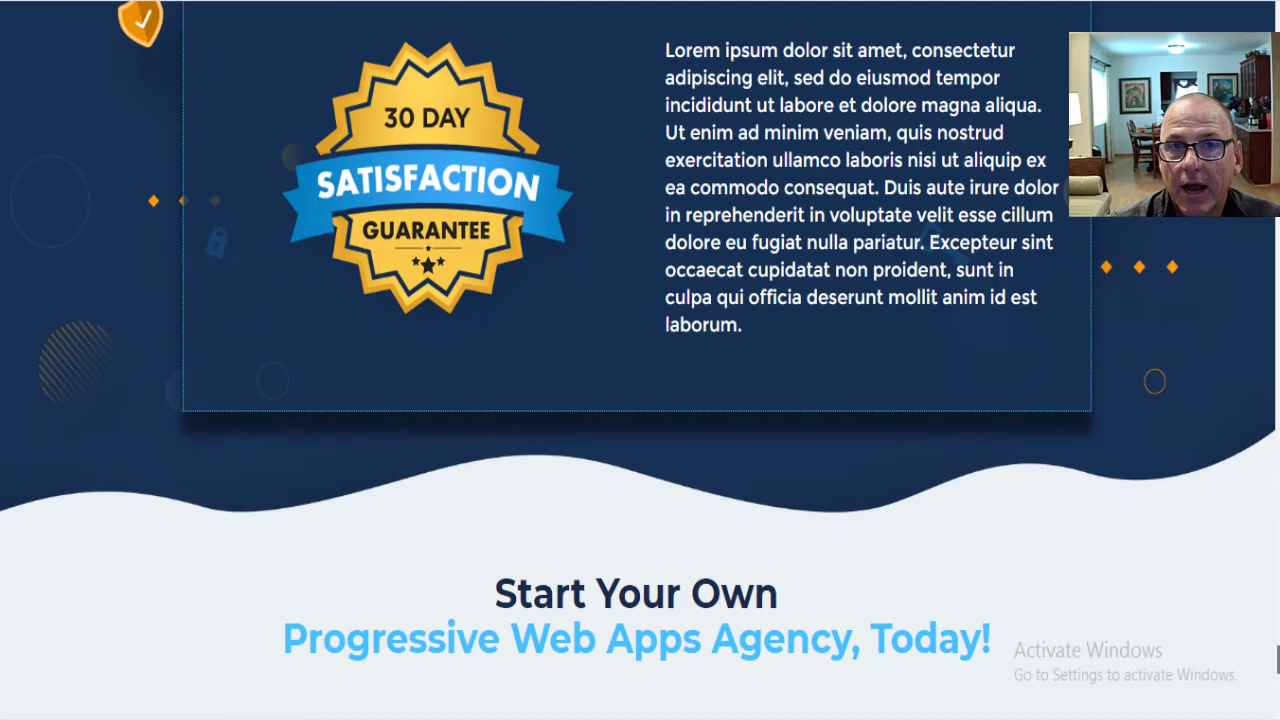 30 DAY
SATISFACTION
GUARANTEE
Lorem ipsum dolor sit amet, consectetur
adipiscing elit, sed do eiusmod tempor
incididunt ut labore et dolore magna aliqua.
Ut enim ad minim veniam, quis nostrud
exercitation ullamco laboris nisi ut aliquip ex
ea commodo consequat. Duis aute irure dolor
in reprehenderit in voluptate velit esse cillum
dolore eu fugiat nulla pariatur. Excepteur sint
occaecat cupidatat non proident, sunt in
culpa qui officia deserunt mollit anim id est
laborum.
Start Your Own
Progressive Web Apps Agency, Today!
Activate Windows
Go to Settings to activate Windows.